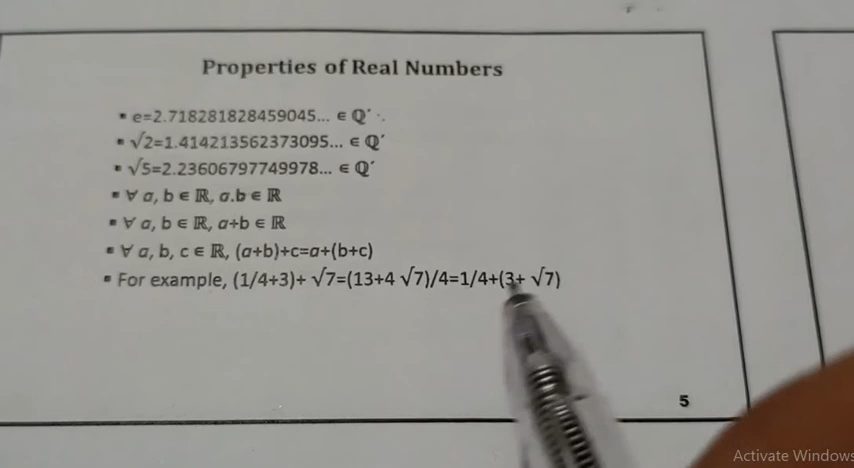 Properties of Real Numbers
▪ e=2.718281828459045... ∈ ℚ′
▪ √2=1.414213562373095... ∈ ℚ′
▪ √5=2.23606797749978... ∈ ℚ′
▪ ∀ a, b ∈ ℝ, a.b ∈ ℝ
▪ ∀ a, b ∈ ℝ, a+b ∈ ℝ
▪ ∀ a, b, c ∈ ℝ, (a+b)+c=a+(b+c)
▪ For example, (1/4+3)+ √7=(13+4 √7)/4=1/4+(3+ √7)
5
Activate Windows